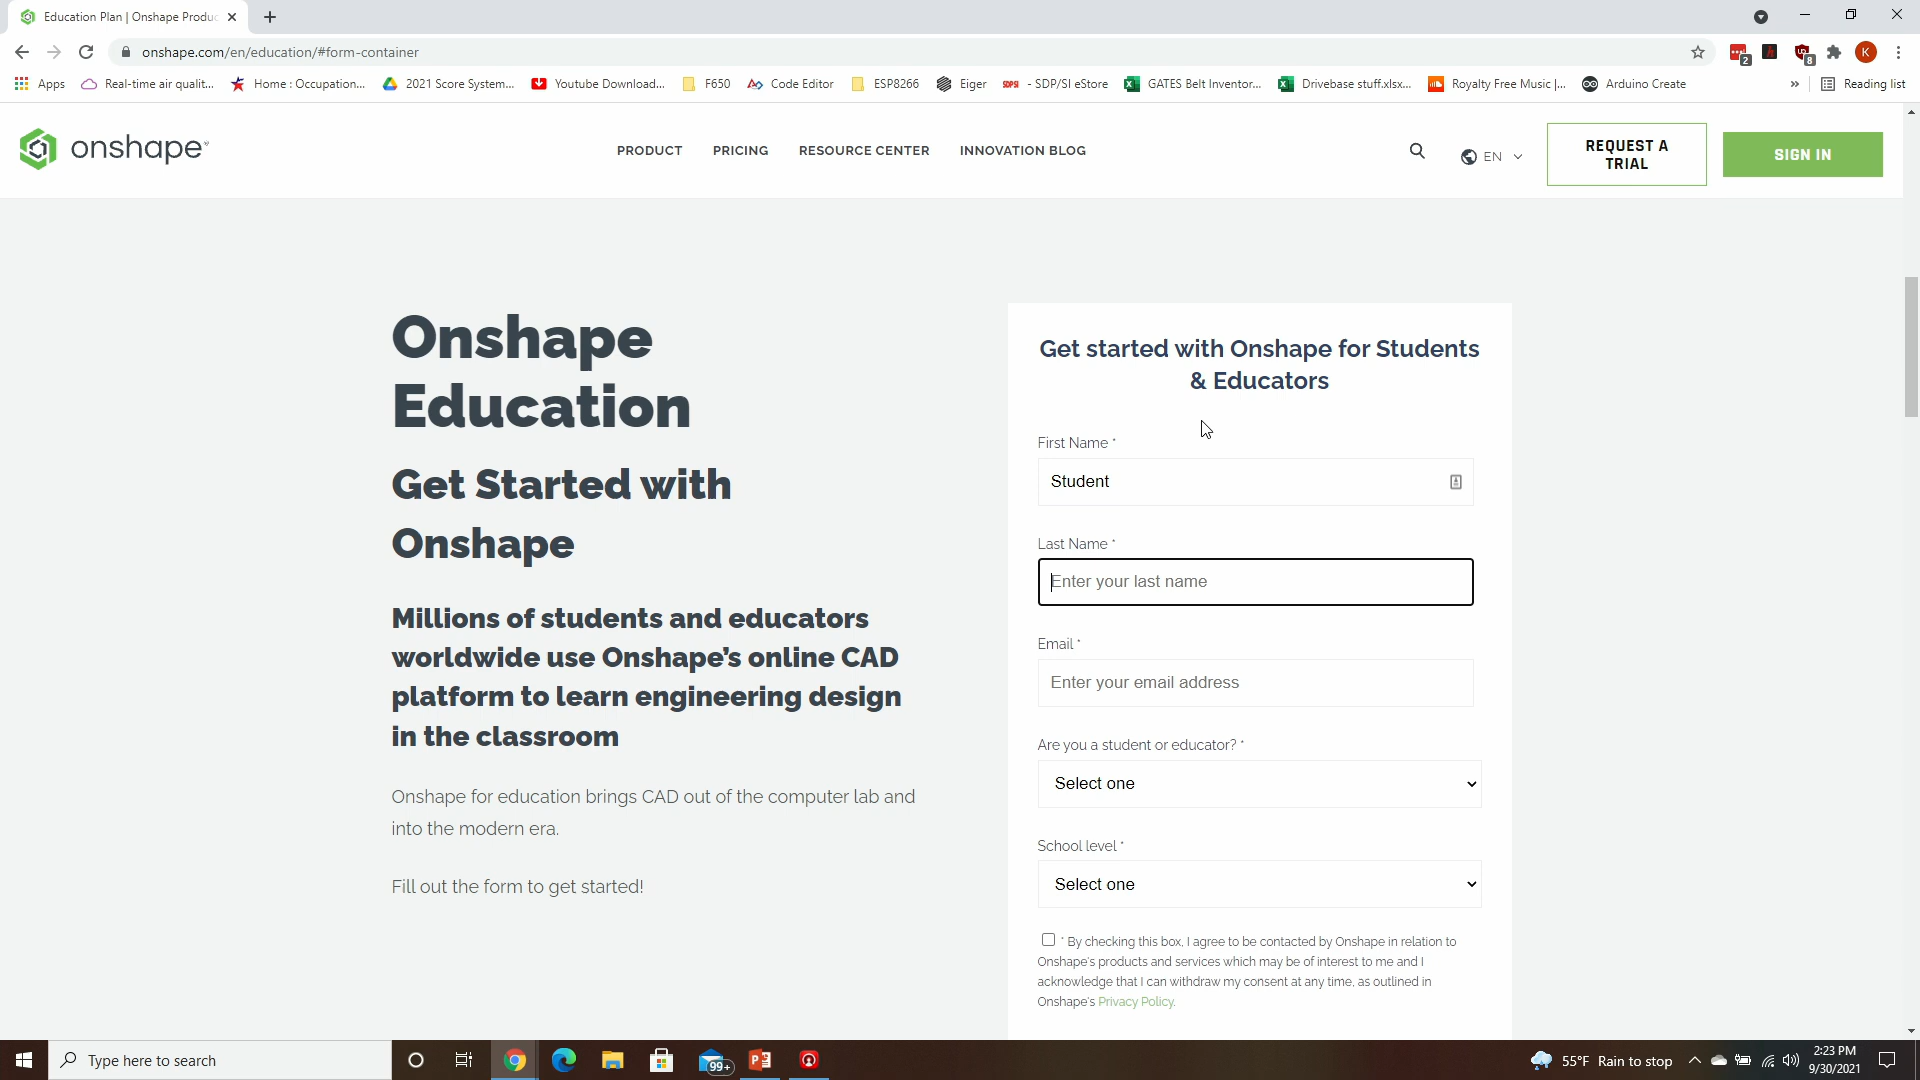 Education Plan | Onshape Produc
onshape.com/en/education/#form-container
2
8
K
Apps
Real-time air qualit...
Home : Occupation...
2021 Score System...
Youtube Download...
F650
Code Editor
ESP8266
Eiger
SDP/SI - SDP/SI eStore
GATES Belt Inventor...
Drivebase stuff.xlsx...
Royalty Free Music |...
Arduino Create
»
Reading list
onshape
PRODUCT
PRICING
RESOURCE CENTER
INNOVATION BLOG
EN
REQUEST A
TRIAL
SIGN IN
Onshape
Education
Get Started with
Onshape
Millions of students and educators
worldwide use Onshape’s online CAD
platform to learn engineering design
in the classroom
Onshape for education brings CAD out of the computer lab and
into the modern era.
Fill out the form to get started!
Get started with Onshape for Students
& Educators
First Name *
Student
Last Name *
Enter your last name
Email *
Enter your email address
Are you a student or educator? *
Select one
School level *
Select one
* By checking this box, I agree to be contacted by Onshape in relation to
Onshape's products and services which may be of interest to me and I
acknowledge that I can withdraw my consent at any time, as outlined in
Onshape's Privacy Policy.
Type here to search
99+
55°F Rain to stop
2:23 PM
9/30/2021